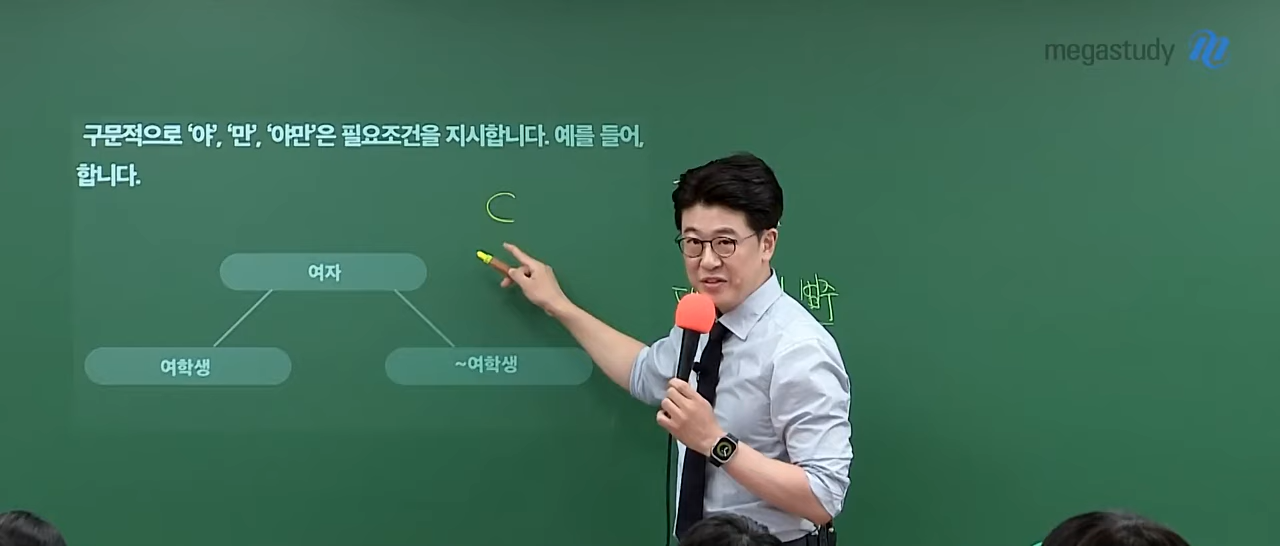 megastudy
구문적으로 ‘야’, ‘만’, ‘야만’은 필요조건을 지시합니다. 예를 들어,
합니다.
C
여자
여학생
~여학생